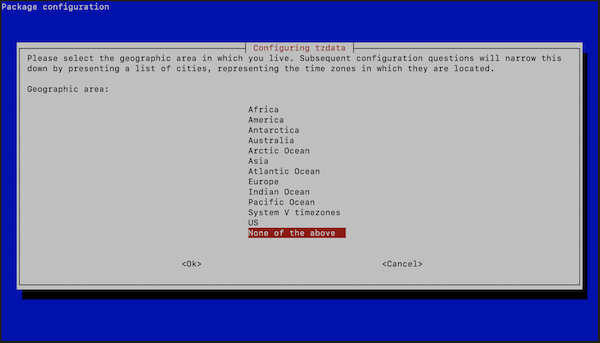 Package configuration
Configuring tzdata
Please select the geographic area in which you live. Subsequent configuration questions will narrow this
down by presenting a list of cities, representing the time zones in which they are located.
Geographic area:
Africa
America
Antarctica
Australia
Arctic Ocean
Asia
Atlantic Ocean
Europe
Indian Ocean
Pacific Ocean
System V timezones
US
None of the above
<Ok> <Cancel>